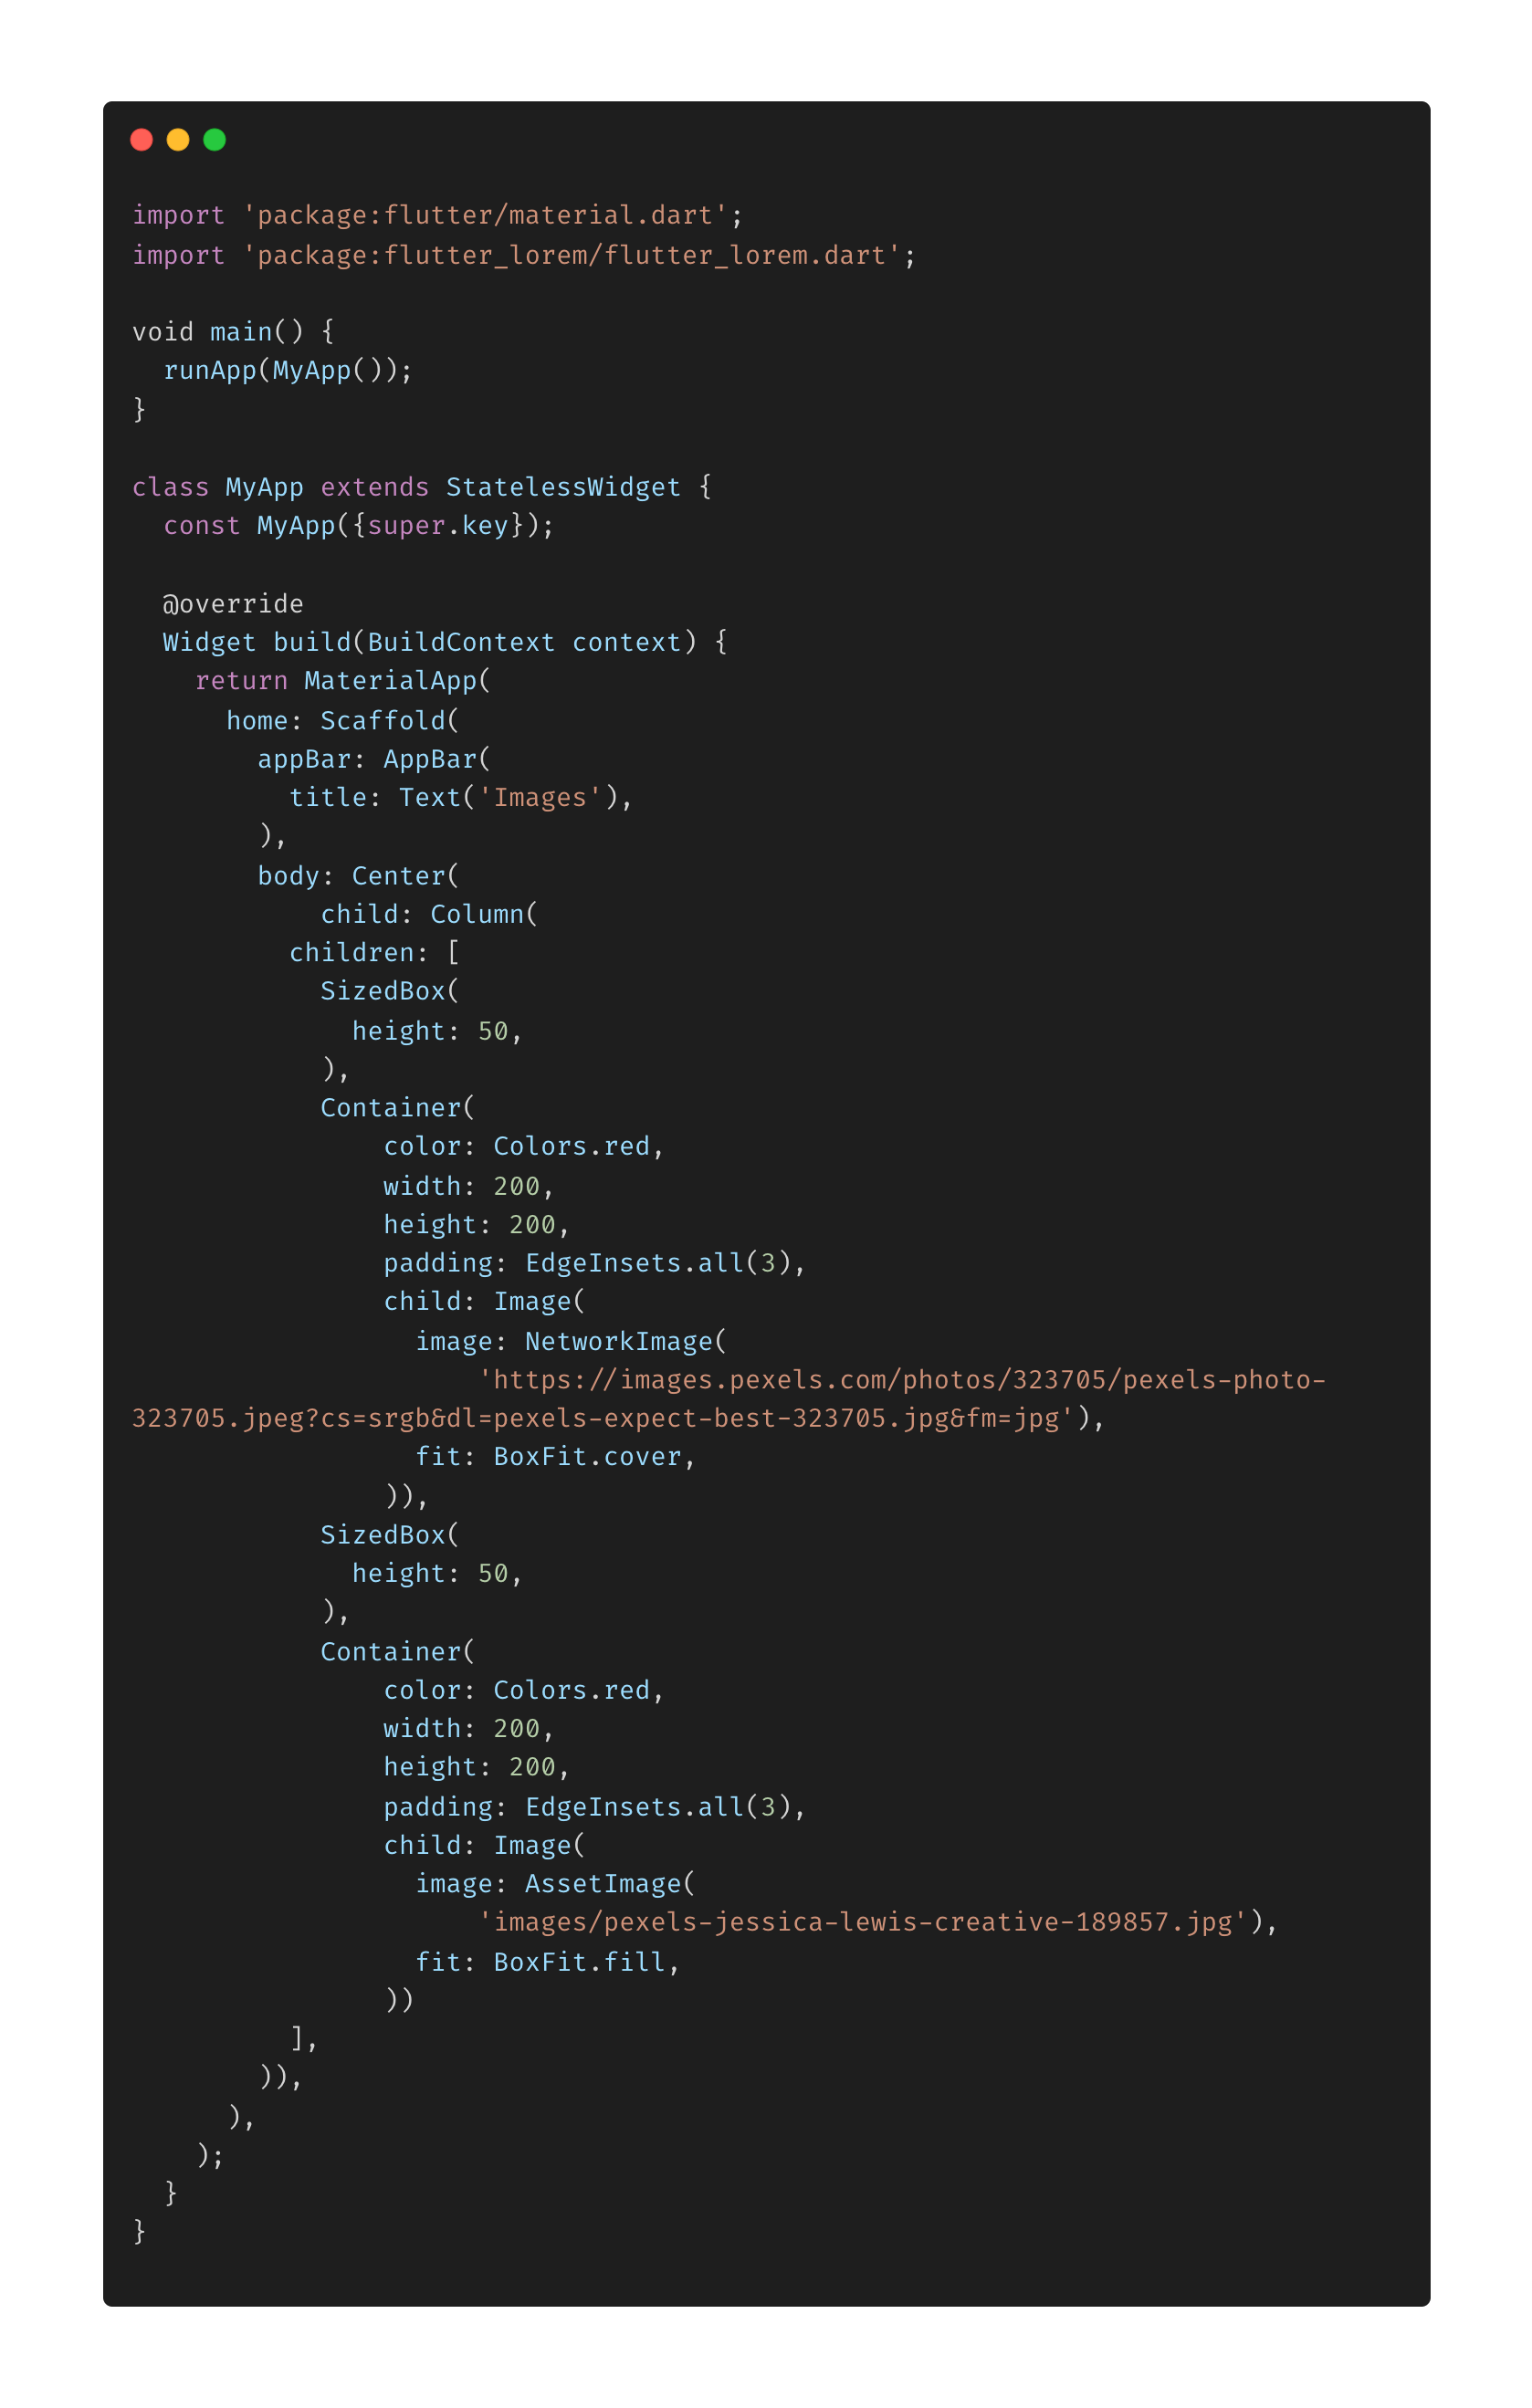 import 'package:flutter/material.dart';
import 'package:flutter_lorem/flutter_lorem.dart';

void main() {
  runApp(MyApp());
}

class MyApp extends StatelessWidget {
  const MyApp({super.key});

  @override
  Widget build(BuildContext context) {
    return MaterialApp(
      home: Scaffold(
        appBar: AppBar(
          title: Text('Images'),
        ),
        body: Center(
            child: Column(
          children: [
            SizedBox(
              height: 50,
            ),
            Container(
                color: Colors.red,
                width: 200,
                height: 200,
                padding: EdgeInsets.all(3),
                child: Image(
                  image: NetworkImage(
                      'https://images.pexels.com/photos/323705/pexels-photo-
323705.jpeg?cs=srgb&dl=pexels-expect-best-323705.jpg&fm=jpg'),
                  fit: BoxFit.cover,
                )),
            SizedBox(
              height: 50,
            ),
            Container(
                color: Colors.red,
                width: 200,
                height: 200,
                padding: EdgeInsets.all(3),
                child: Image(
                  image: AssetImage(
                      'images/pexels-jessica-lewis-creative-189857.jpg'),
                  fit: BoxFit.fill,
                ))
          ],
        )),
      ),
    );
  }
}